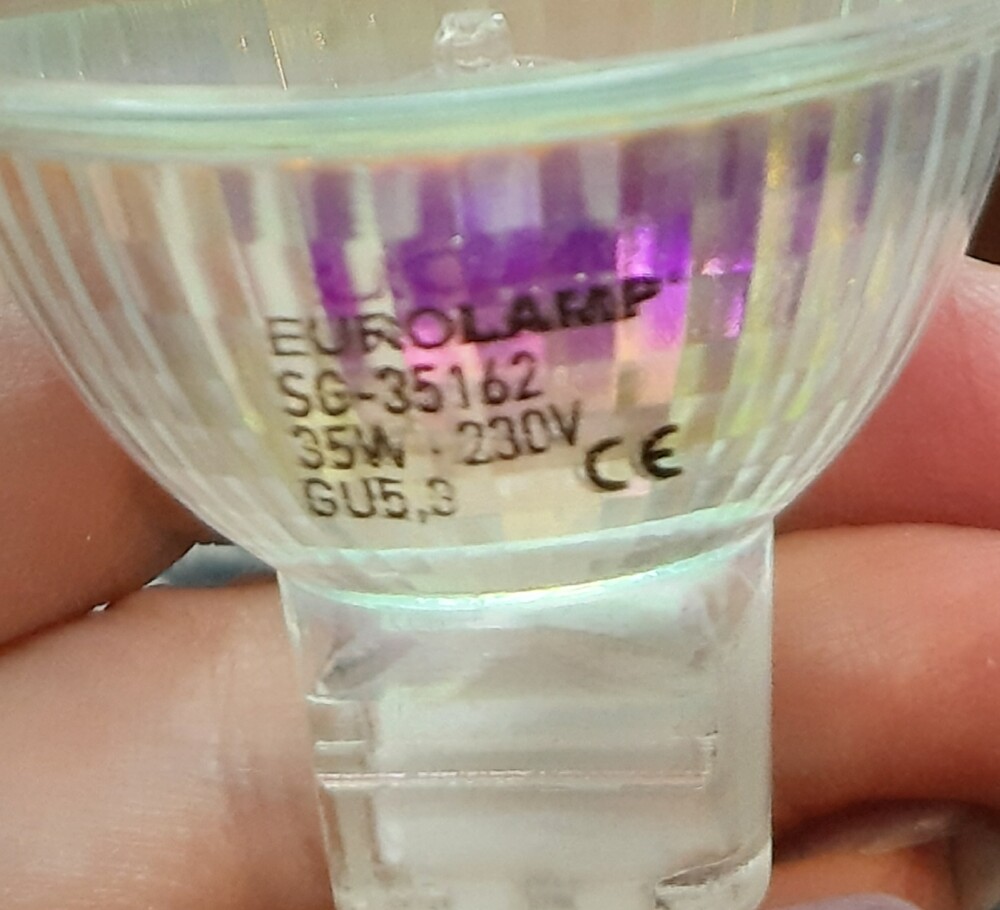 EUROLAMP
SG-35162
35W - 230V
GU5,3
CE